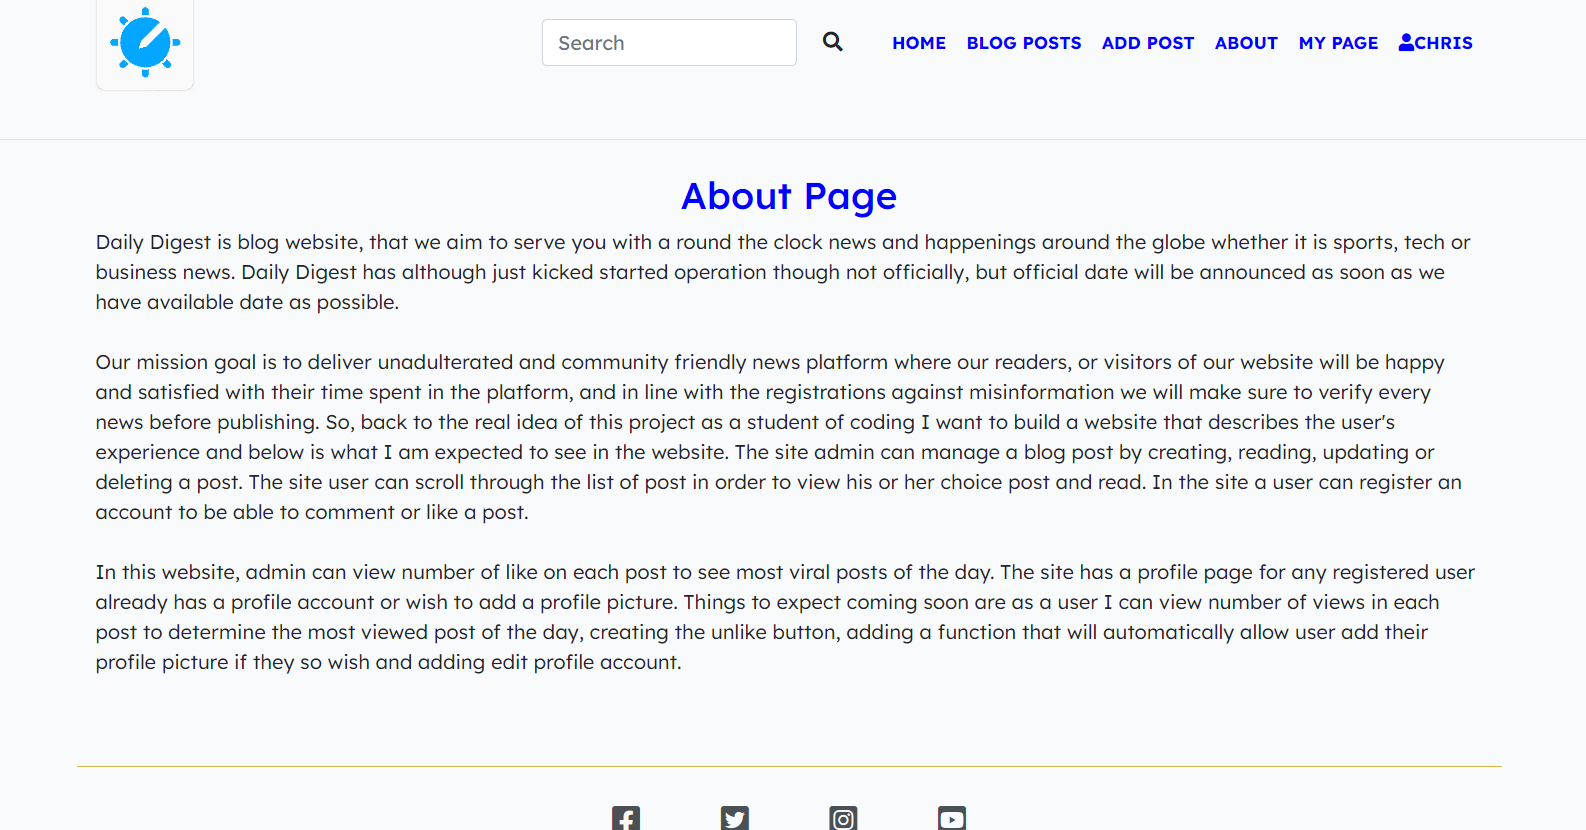 Search
HOME BLOG POSTS ADD POST ABOUT MY PAGE CHRIS
About Page
Daily Digest is blog website, that we aim to serve you with a round the clock news and happenings around the globe whether it is sports, tech or
business news. Daily Digest has although just kicked started operation though not officially, but official date will be announced as soon as we
have available date as possible.
Our mission goal is to deliver unadulterated and community friendly news platform where our readers, or visitors of our website will be happy
and satisfied with their time spent in the platform, and in line with the registrations against misinformation we will make sure to verify every
news before publishing. So, back to the real idea of this project as a student of coding I want to build a website that describes the user's
experience and below is what I am expected to see in the website. The site admin can manage a blog post by creating, reading, updating or
deleting a post. The site user can scroll through the list of post in order to view his or her choice post and read. In the site a user can register an
account to be able to comment or like a post.
In this website, admin can view number of like on each post to see most viral posts of the day. The site has a profile page for any registered user
already has a profile account or wish to add a profile picture. Things to expect coming soon are as a user I can view number of views in each
post to determine the most viewed post of the day, creating the unlike button, adding a function that will automatically allow user add their
profile picture if they so wish and adding edit profile account.